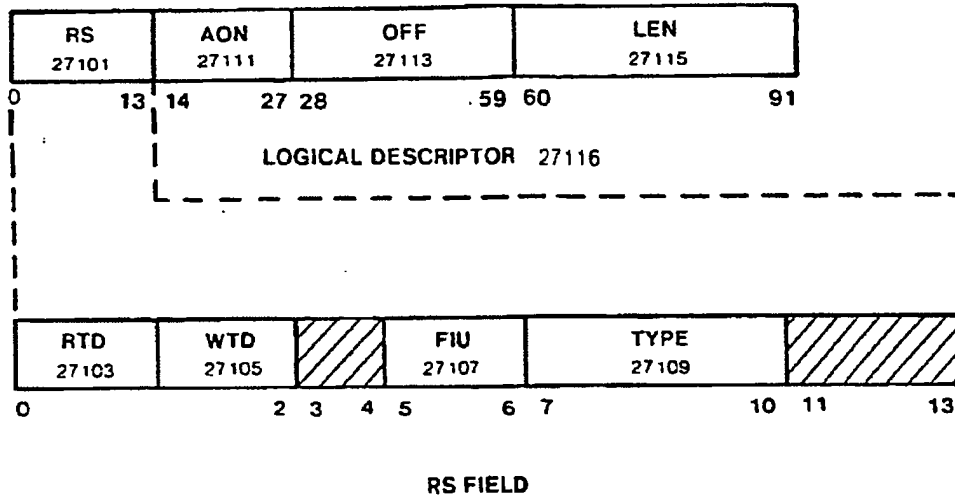 RS AON OFF LEN
27101 27111 27113 27115
0 13 14 27 28 59 60 91
LOGICAL DESCRIPTOR 27116
RTD WTD FIU TYPE
27103 27105 27107 27109
0 2 3 4 5 6 7 10 11 13
RS FIELD